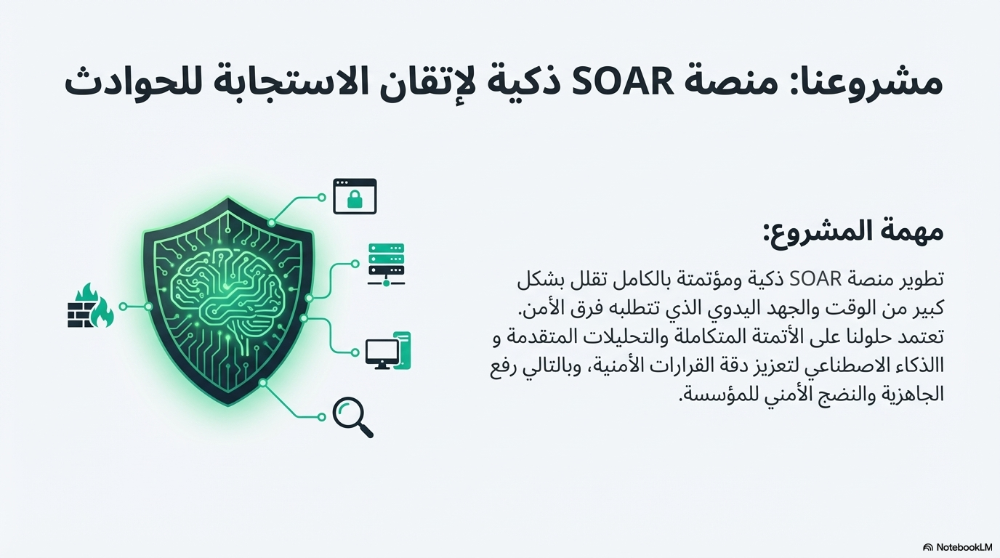 مشروعنا: منصة SOAR ذكية لإتقان الاستجابة للحوادث
مهمة المشروع:
تطوير منصة SOAR ذكية ومؤتمتة بالكامل تقلل بشكل
كبير من الوقت والجهد اليدوي الذي تتطلبه فرق الأمن.
تعتمد حلولنا على الأتمتة المتكاملة والتحليلات المتقدمة و
االذكاء الاصطناعي لتعزيز دقة القرارات الأمنية، وبالتالي رفع
الجاهزية والنضج الأمني للمؤسسة.
NotebookLM